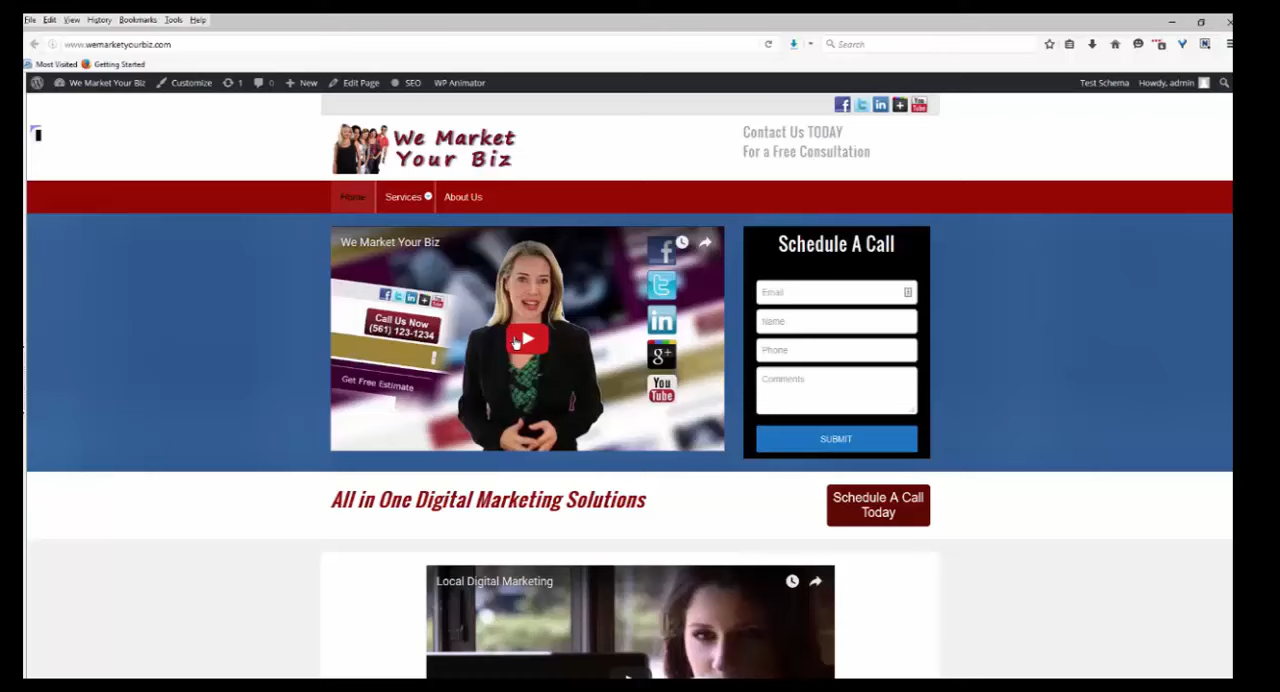 File Edit View History Bookmarks Tools Help
www.wemarketyourbiz.com
Search
Most Visited Getting Started
We Market Your Biz Customize 1 0 New Edit Page SEO WP Animator Test Schema Howdy, admin
We Market
Your Biz
Contact Us TODAY
For a Free Consultation
Home Services About Us
We Market Your Biz
Call Us Now
(561) 123-1234
Get Free Estimate
You
Tube
Schedule A Call
Email
Name
Phone
Comments
SUBMIT
All in One Digital Marketing Solutions
Schedule A Call
Today
Local Digital Marketing